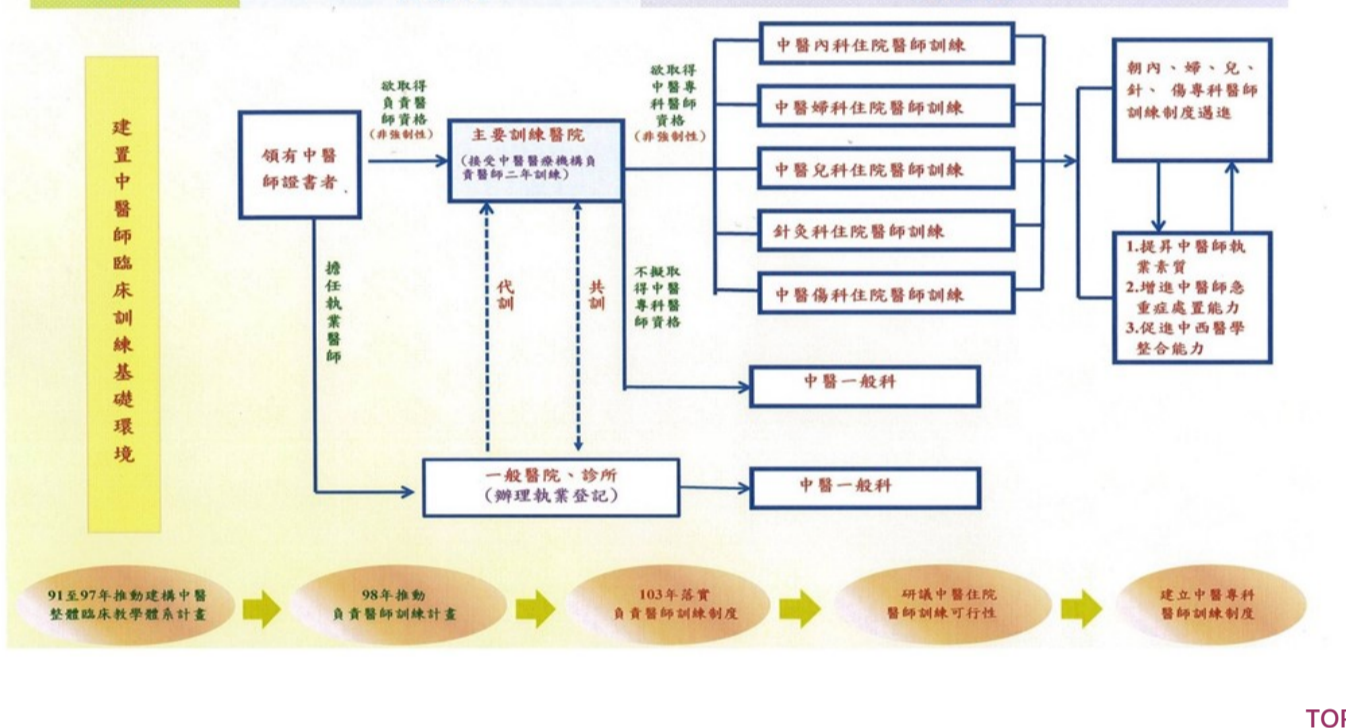 建置中醫師臨床訓練基礎環境
領有中醫
師證書者
欲取得
負責醫
師資格
(非強制性)
主要訓練醫院
(接受中醫醫療機構負
責醫師二年訓練)
欲取得
中醫專
科醫師
資格
(非強制性)
中醫內科住院醫師訓練
中醫婦科住院醫師訓練
中醫兒科住院醫師訓練
針灸科住院醫師訓練
中醫傷科住院醫師訓練
朝內、婦、兒、
針、傷專科醫師
訓練制度邁進
1.提昇中醫師執
業素質
2.增進中醫師急
重症處置能力
3.促進中西醫學
整合能力
擔任執業醫師
代訓
共訓
不擬取
得中醫
專科醫
師資格
中醫一般科
一般醫院、診所
(辦理執業登記)
中醫一般科
91至97年推動建構中醫
整體臨床教學體系計畫
98年推動
負責醫師訓練計畫
103年落實
負責醫師訓練制度
研議中醫住院
醫師訓練可行性
建立中醫專科
醫師訓練制度
TOP